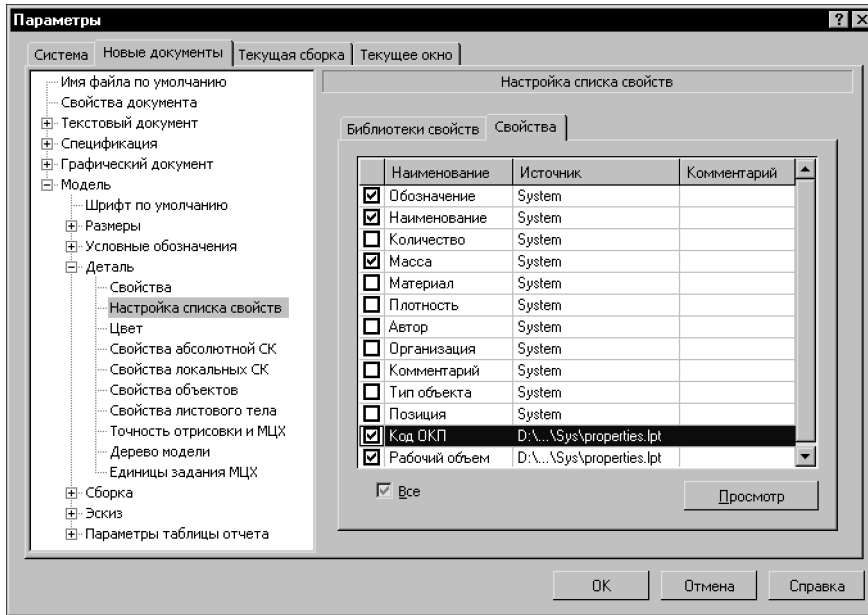 Параметры
Система Новые документы Текущая сборка Текущее окно
Имя файла по умолчанию
Свойства документа
Текстовый документ
Спецификация
Графический документ
Модель
Шрифт по умолчанию
Размеры
Условные обозначения
Деталь
Свойства
Настройка списка свойств
Цвет
Свойства абсолютной СК
Свойства локальных СК
Свойства объектов
Свойства листового тела
Точность отрисовки и МЦХ
Дерево модели
Единицы задания МЦХ
Сборка
Эскиз
Параметры таблицы отчета
Настройка списка свойств
Библиотеки свойств Свойства
Наименование Источник Комментарий
Обозначение System
Наименование System
Количество System
Масса System
Материал System
Плотность System
Автор System
Организация System
Комментарий System
Тип объекта System
Позиция System
Код ОКП D:\...\Sys\properties.lpt
Рабочий объем D:\...\Sys\properties.lpt
Все Просмотр
OK Отмена Справка